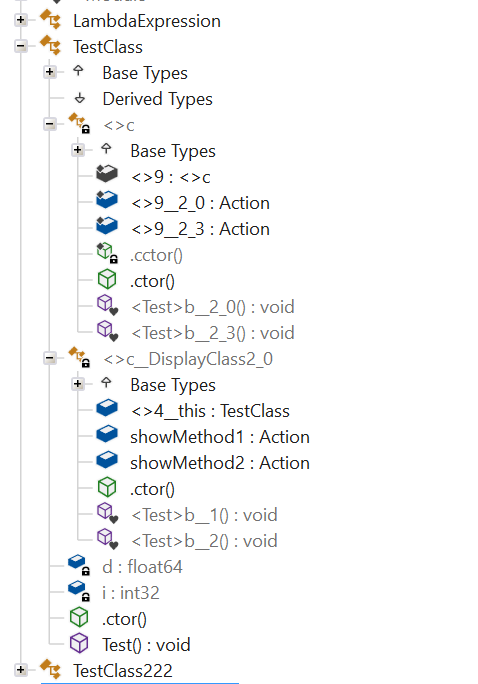 LambdaExpression
TestClass
Base Types
Derived Types
<>c
Base Types
<>9 : <>c
<>9__2_0 : Action
<>9__2_3 : Action
.cctor()
.ctor()
<Test>b__2_0() : void
<Test>b__2_3() : void
<>c__DisplayClass2_0
Base Types
<>4__this : TestClass
showMethod1 : Action
showMethod2 : Action
.ctor()
<Test>b__1() : void
<Test>b__2() : void
d : float64
i : int32
.ctor()
Test() : void
TestClass222